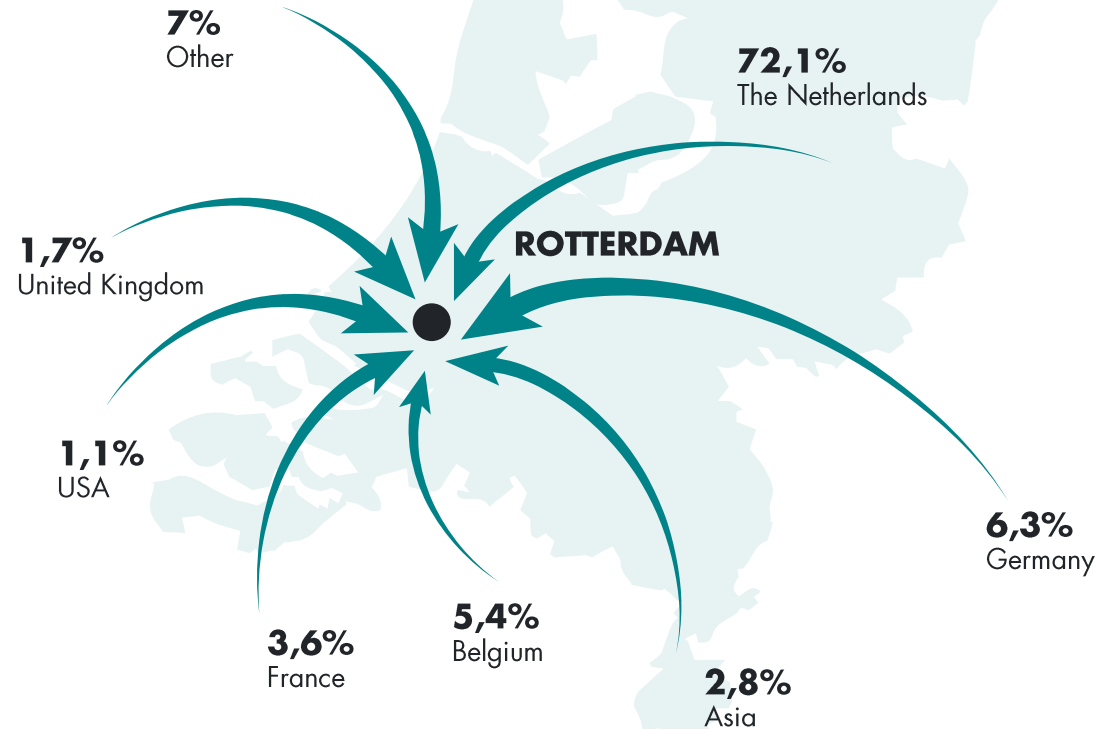 7%
Other
72,1%
The Netherlands
1,7%
United Kingdom
ROTTERDAM
1,1%
USA
6,3%
Germany
3,6%
France
5,4%
Belgium
2,8%
Asia